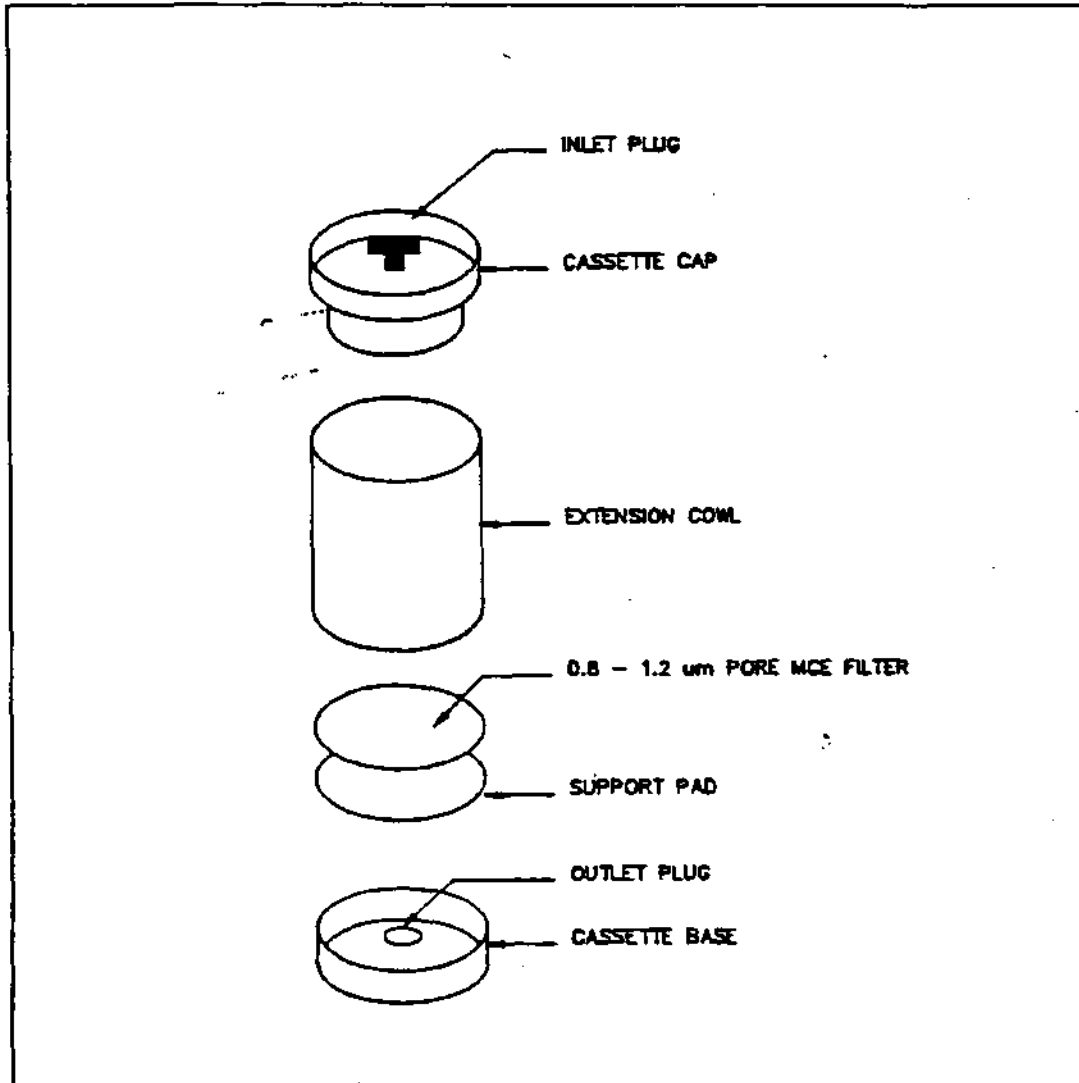 INLET PLUG
CASSETTE CAP
EXTENSION COWL
0.8 - 1.2 um PORE MCE FILTER
SUPPORT PAD
OUTLET PLUG
CASSETTE BASE